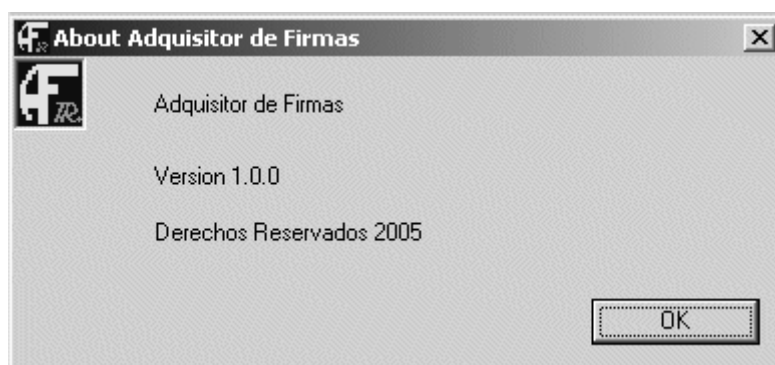 About Adquisitor de Firmas
Adquisitor de Firmas
Version 1.0.0
Derechos Reservados 2005
OK